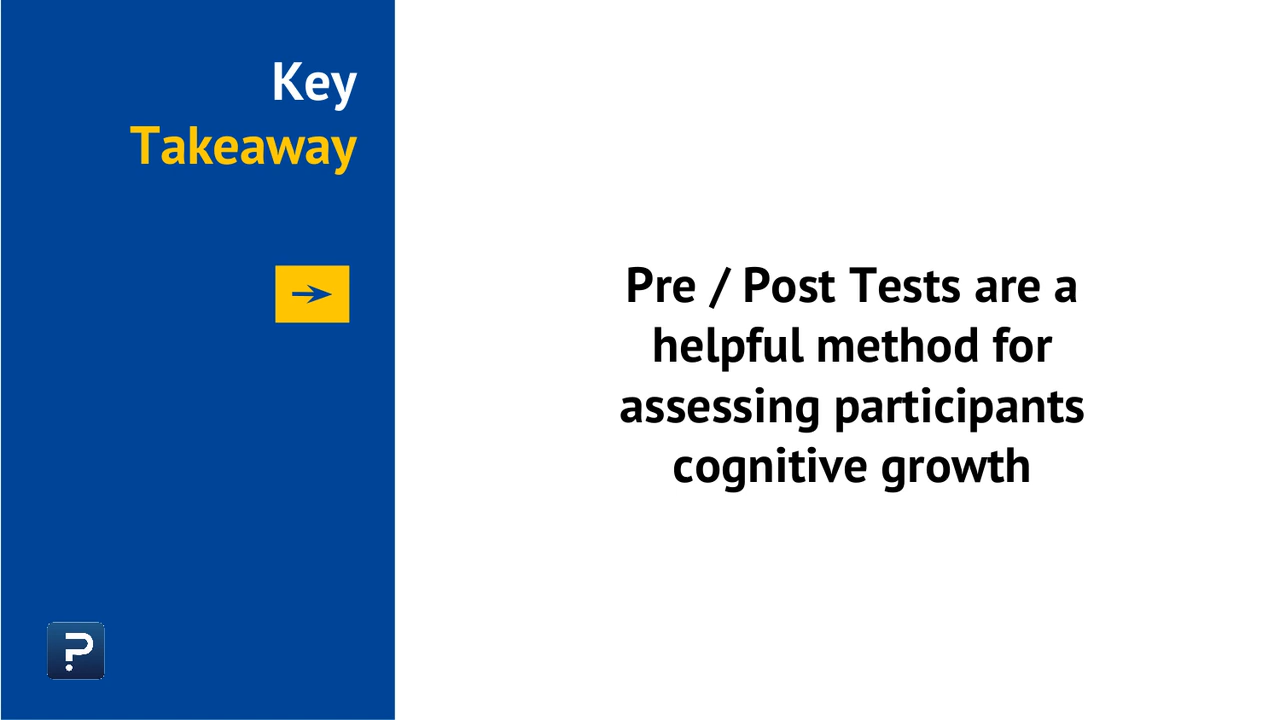 Key
Takeaway
Pre / Post Tests are a
helpful method for
assessing participants
cognitive growth
?